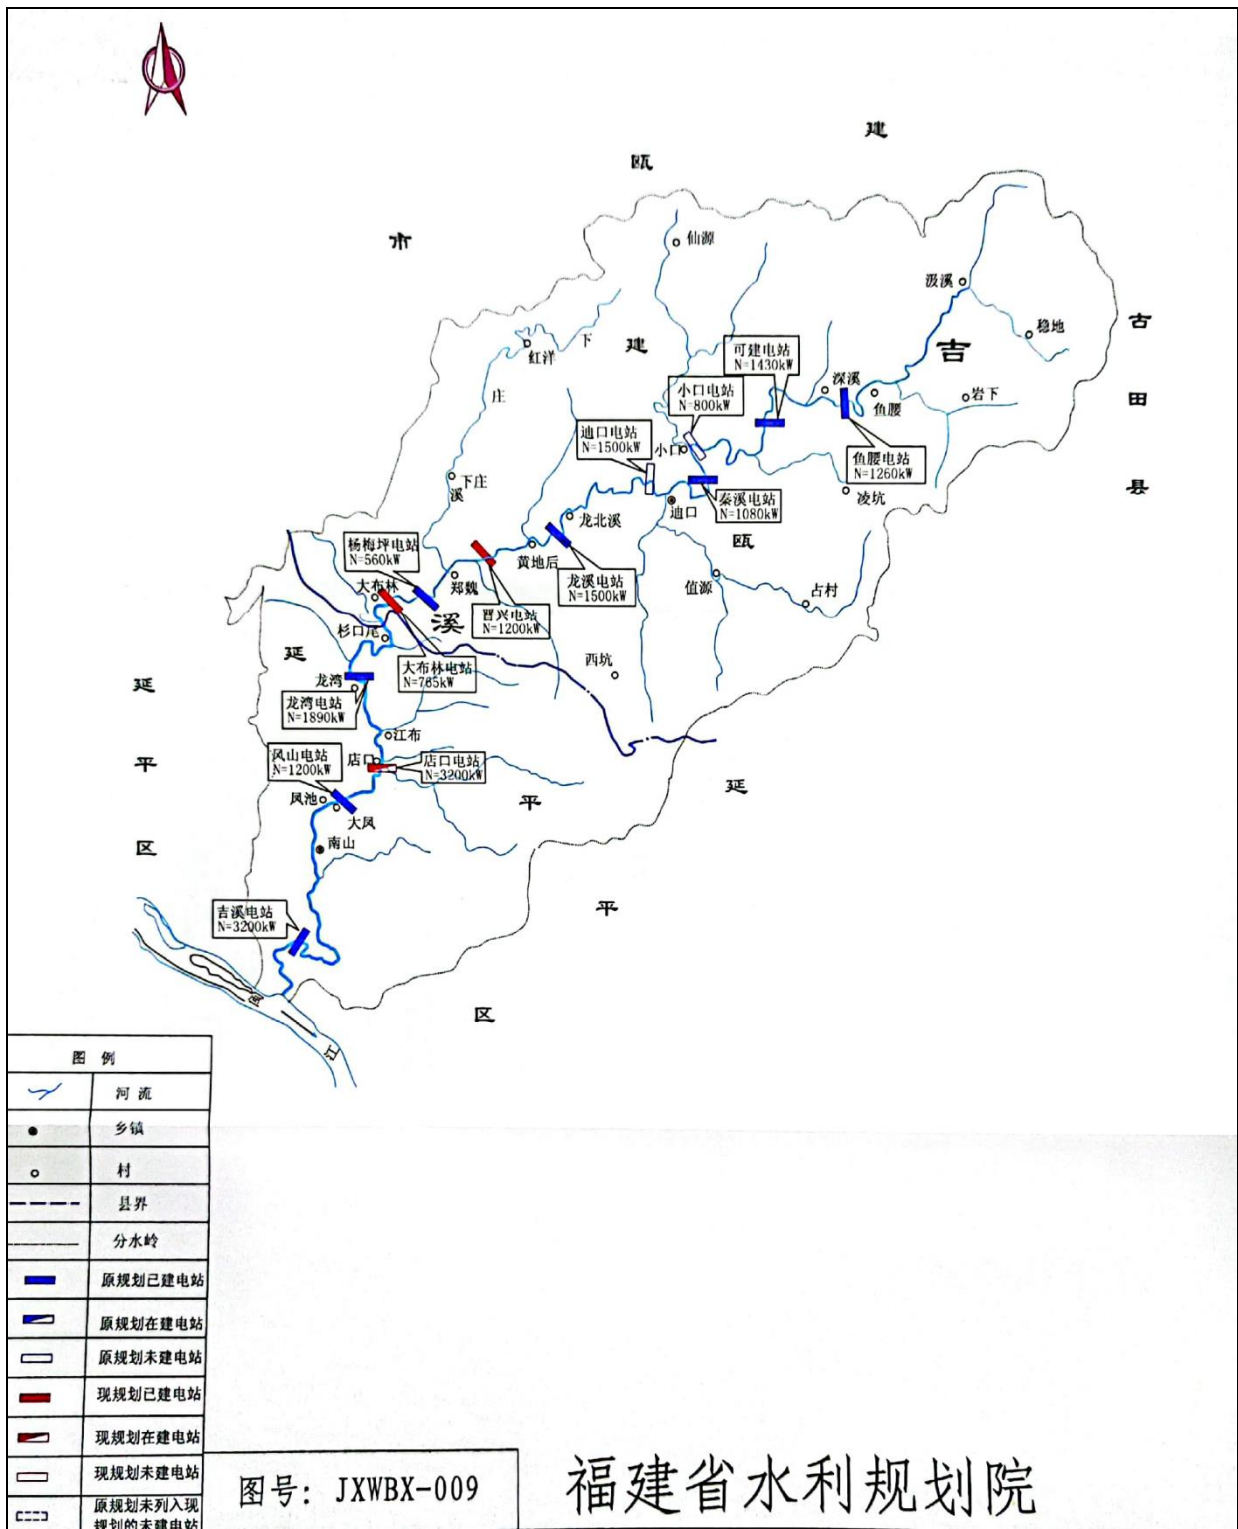 建
瓯
市
仙源
汲溪
古
稳地
田
县
红洋
下
建
吉
可建电站
N=1430kW
深溪
小口电站
N=800kW
鱼腰
岩下
庄
迪口电站
N=1500kW
小口
鱼腰电站
N=1260kW
下庄
溪
秦溪电站
N=1080kW
凌坑
迪口
龙北溪
瓯
杨梅坪电站
N=560kW
黄地后
大布林
郑魏
龙溪电站
N=1500kW
值源
占村
溪
晋兴电站
N=1200kW
杉口尾
延
西坑
大布林电站
N=765kW
延
龙湾
龙湾电站
N=1890kW
江布
平
凤山电站
N=1200kW
店口
店口电站
N=3200kW
延
凤池
大凤
平
区
南山
平
吉溪电站
N=3200kW
闽
区
江
图 例
河 流
乡镇
村
县界
分水岭
原规划已建电站
原规划在建电站
原规划未建电站
现规划已建电站
现规划在建电站
现规划未建电站
原规划未列入现
规划的未建电站
图号: JXWBX-009
福建省水利规划院